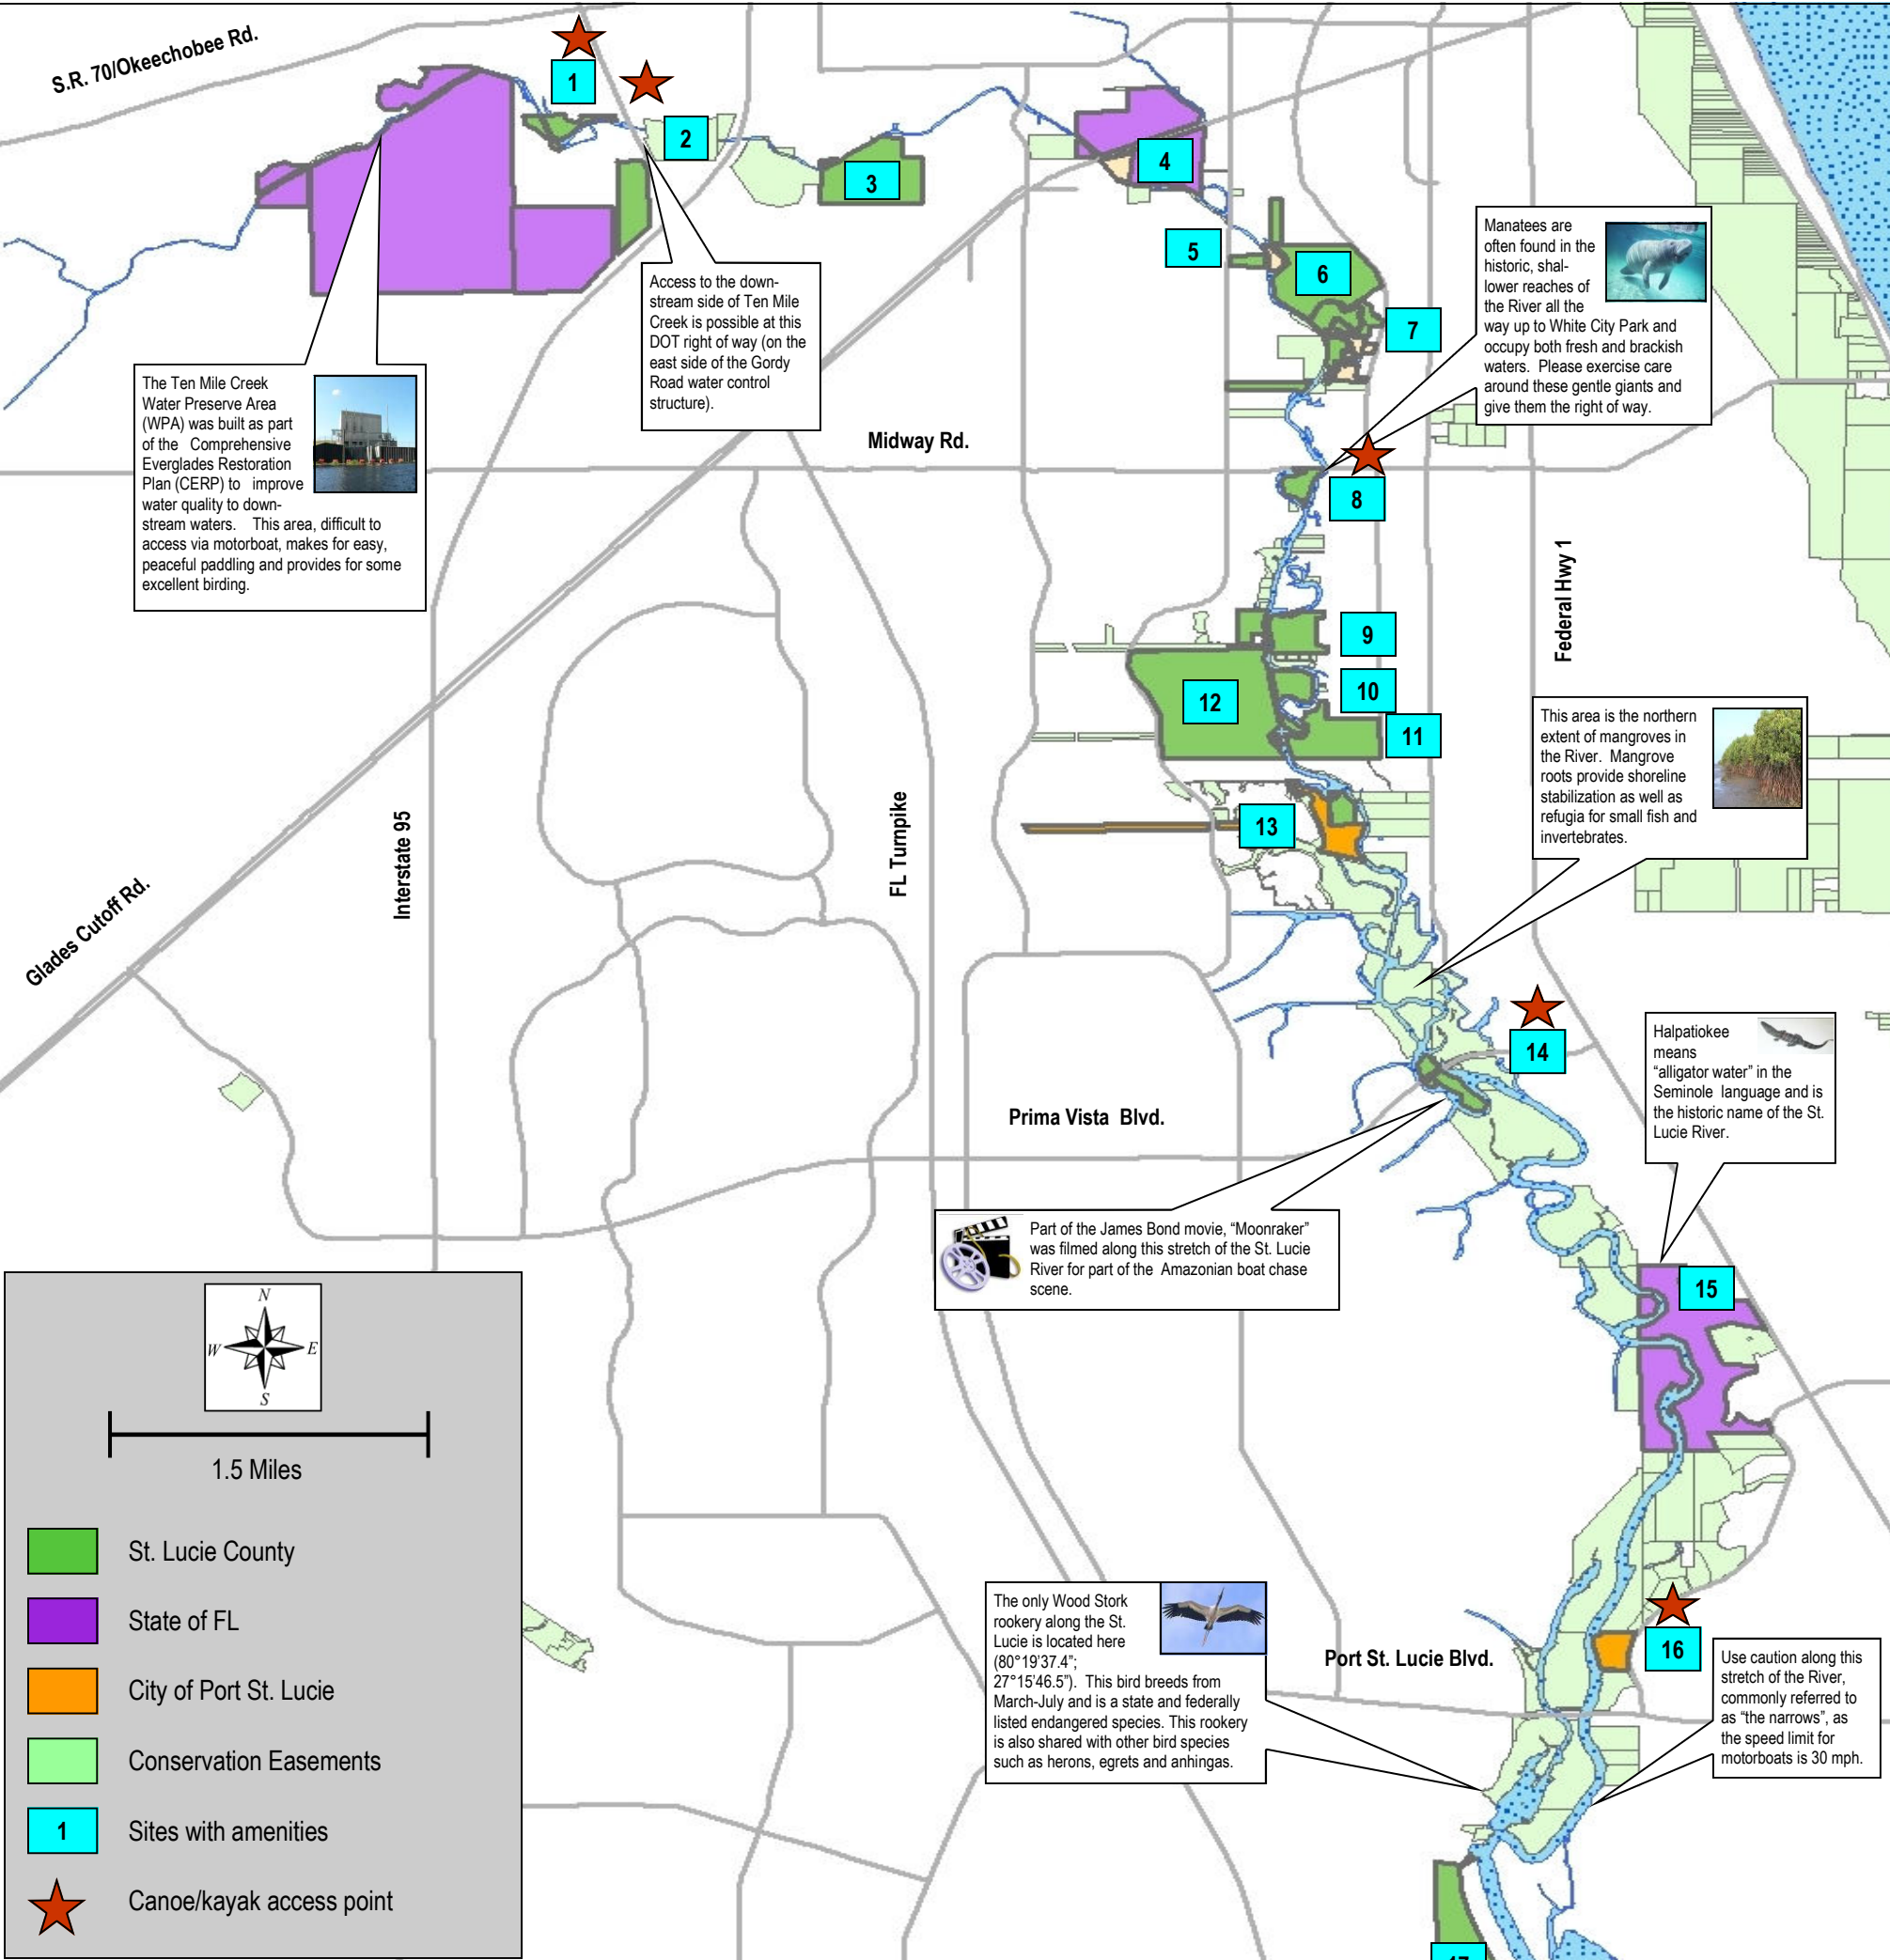 S.R. 70/Okeechobee Rd.
1
2
3
4
5
6
7
Manatees are
often found in the
historic, shal-
lower reaches of
the River all the
way up to White City Park and
occupy both fresh and brackish
waters. Please exercise care
around these gentle giants and
give them the right of way.
Access to the down-
stream side of Ten Mile
Creek is possible at this
DOT right of way (on the
east side of the Gordy
Road water control
structure).
The Ten Mile Creek
Water Preserve Area
(WPA) was built as part
of the Comprehensive
Everglades Restoration
Plan (CERP) to improve
water quality to down-
stream waters. This area, difficult to
access via motorboat, makes for easy,
peaceful paddling and provides for some
excellent birding.
Midway Rd.
8
Federal Hwy 1
9
10
12
11
This area is the northern
extent of mangroves in
the River. Mangrove
roots provide shoreline
stabilization as well as
refugia for small fish and
invertebrates.
13
Interstate 95
FL Turnpike
Glades Cutoff Rd.
14
Halpatiokee
means
“alligator water” in the
Seminole language and is
the historic name of the St.
Lucie River.
Prima Vista Blvd.
Part of the James Bond movie, “Moonraker”
was filmed along this stretch of the St. Lucie
River for part of the Amazonian boat chase
scene.
15
N
W E
S
1.5 Miles
St. Lucie County
State of FL
City of Port St. Lucie
Conservation Easements
1 Sites with amenities
Canoe/kayak access point
The only Wood Stork
rookery along the St.
Lucie is located here
(80°19'37.4”;
27°15'46.5”). This bird breeds from
March-July and is a state and federally
listed endangered species. This rookery
is also shared with other bird species
such as herons, egrets and anhingas.
Port St. Lucie Blvd.
16
Use caution along this
stretch of the River,
commonly referred to
as “the narrows”, as
the speed limit for
motorboats is 30 mph.
17